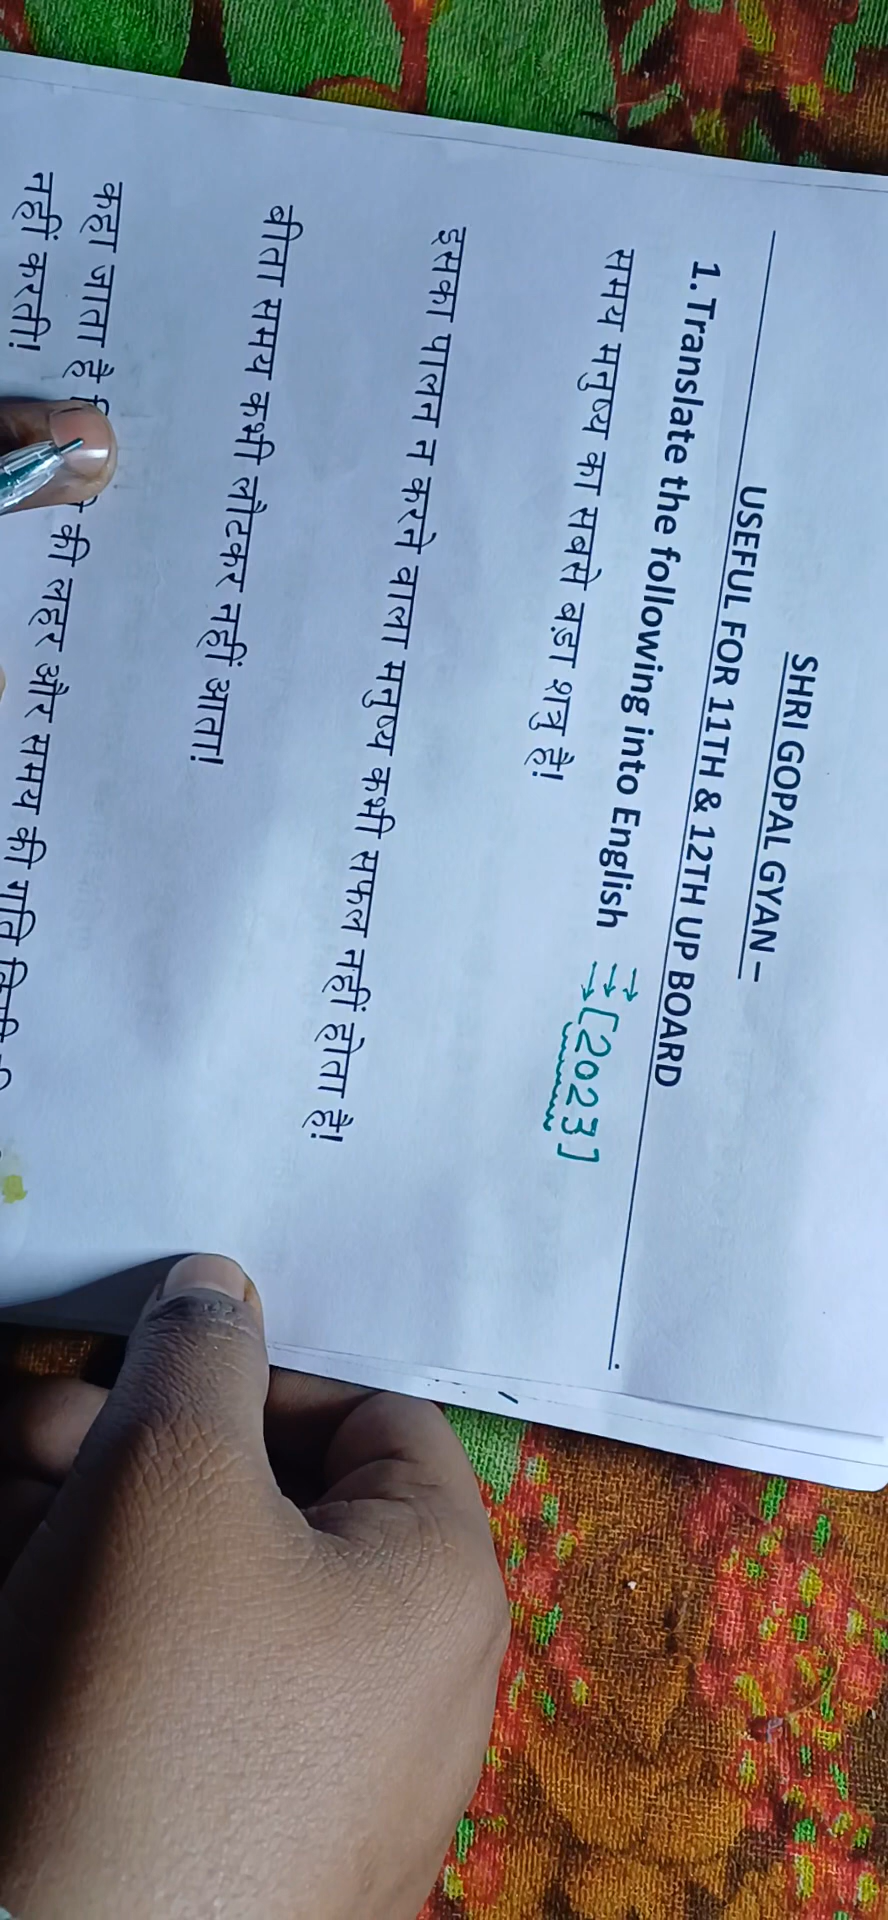 SHRI GOPAL GYAN –
USEFUL FOR 11TH & 12TH UP BOARD
1. Translate the following into English →→→ [2023]
समय मनुष्य का सबसे बड़ा शत्रु है!
इसका पालन न करने वाला मनुष्य कभी सफल नहीं होता है!
बीता समय कभी लौटकर नहीं आता!
कहा जाता है की लहर और समय की गति
नहीं करती!